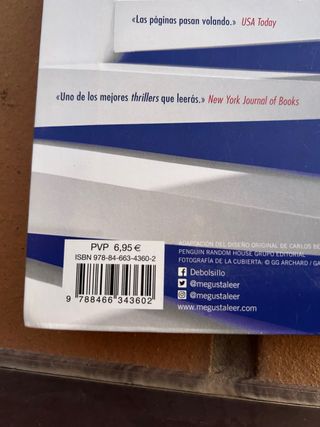 «Las páginas pasan volando.» USA Today
«Uno de los mejores thrillers que leerás.» New York Journal of Books
PVP 6,95 €
ISBN 978-84-663-4360-2
9 788466 343602
ADAPTACIÓN DEL DISEÑO ORIGINAL DE CARLOS
PENGUIN RANDOM HOUSE GRUPO EDITORIAL
FOTOGRAFÍA DE LA CUBIERTA: © GG ARCHARD /
Debolsillo
@megustaleer
@megustaleer
www.megustaleer.com